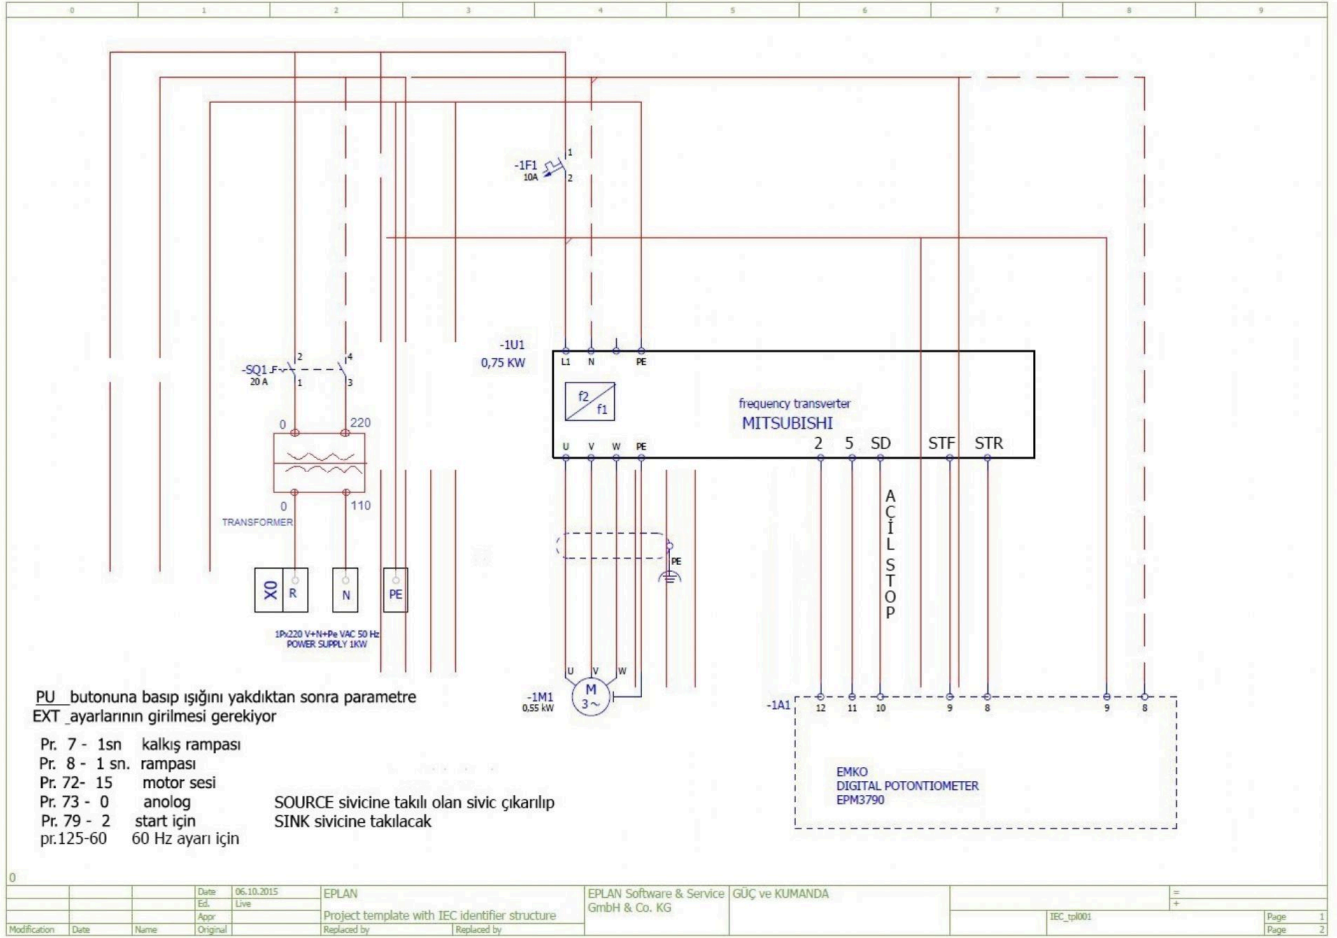 0 1 2 3 4 5 6 7 8 9
-1F1
10A
1
2
-1U1
0,75 KW
L1 N PE
f2
f1
frequency transverter
MITSUBISHI
U V W PE
2 5 SD STF STR
-SQ1
20 A
2 4
1 3
0 220
0 110
TRANSFORMER
X0 R N PE
1Px220 V+N+Pe VAC 50 Hz
POWER SUPPLY 1KW
AÇİL STOP
PE
U V W
-1M1
0,55 kW
M
3~
-1A1
12 11 10 9 8 9 8
EMKO
DIGITAL POTONTIOMETER
EPM3790
PU butonuna basıp ışığını yakdıktan sonra parametre
EXT ayarlarının girilmesi gerekiyor
Pr. 7 - 1sn kalkış rampası
Pr. 8 - 1 sn. rampası
Pr. 72- 15 motor sesi
Pr. 73 - 0 anolog
Pr. 79 - 2 start için
pr.125-60 60 Hz ayarı için
SOURCE sivicine takılı olan sivic çıkarılıp
SINK sivicine takılacak
0
Date 06.10.2015
Ed. Live
Appr
Modification Date Name Original
EPLAN
Project template with IEC identifier structure
Replaced by Replaced by
EPLAN Software & Service
GmbH & Co. KG
GÜÇ ve KUMANDA
=
+
IEC_tpl001
Page 1
Page 2